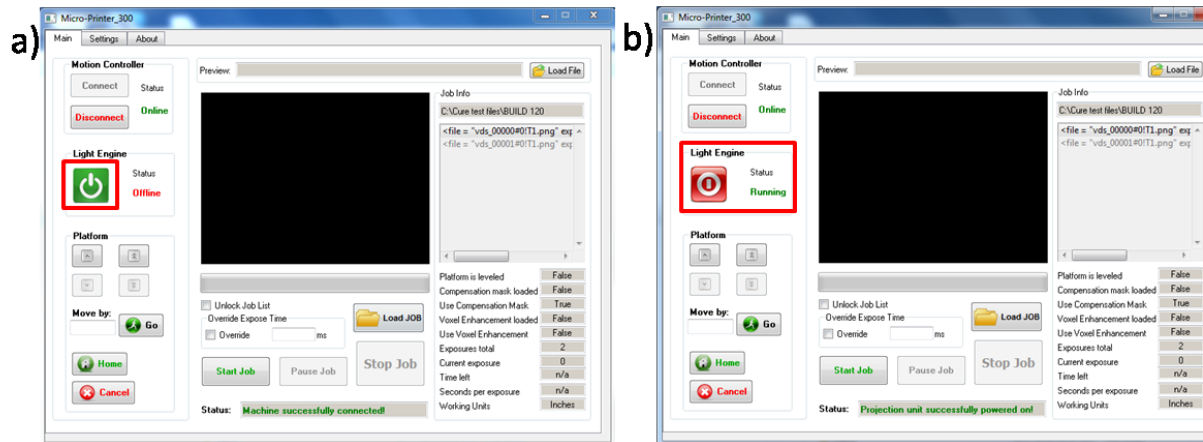 a)
Micro-Printer_300
Main Settings About
Motion Controller
Connect Status
Disconnect Online
Light Engine
Status
Offline
Platform
Move by: Go
Home
Cancel
Preview: Load File
Unlock Job List
Override Expose Time
Override ms
Load JOB
Start Job Pause Job Stop Job
Status: Machine successfully connected!
Job Info
C:\Cure test files\BUILD 120
<file = "vds_00000#0!T1.png" exp
<file = "vds_00001#0!T1.png" exp
Platform is leveled False
Compensation mask loaded False
Use Compensation Mask True
Voxel Enhancement loaded False
Use Voxel Enhancement False
Exposures total 2
Current exposure 0
Time left n/a
Seconds per exposure n/a
Working Units Inches
b)
Micro-Printer_300
Main Settings About
Motion Controller
Connect Status
Disconnect Online
Light Engine
Status
Running
Platform
Move by: Go
Home
Cancel
Preview: Load File
Unlock Job List
Override Expose Time
Override ms
Load JOB
Start Job Pause Job Stop Job
Status: Projection unit successfully powered on!
Job Info
C:\Cure test files\BUILD 120
<file = "vds_00000#0!T1.png" exp
<file = "vds_00001#0!T1.png" exp
Platform is leveled False
Compensation mask loaded False
Use Compensation Mask True
Voxel Enhancement loaded False
Use Voxel Enhancement False
Exposures total 2
Current exposure 0
Time left n/a
Seconds per exposure n/a
Working Units Inches